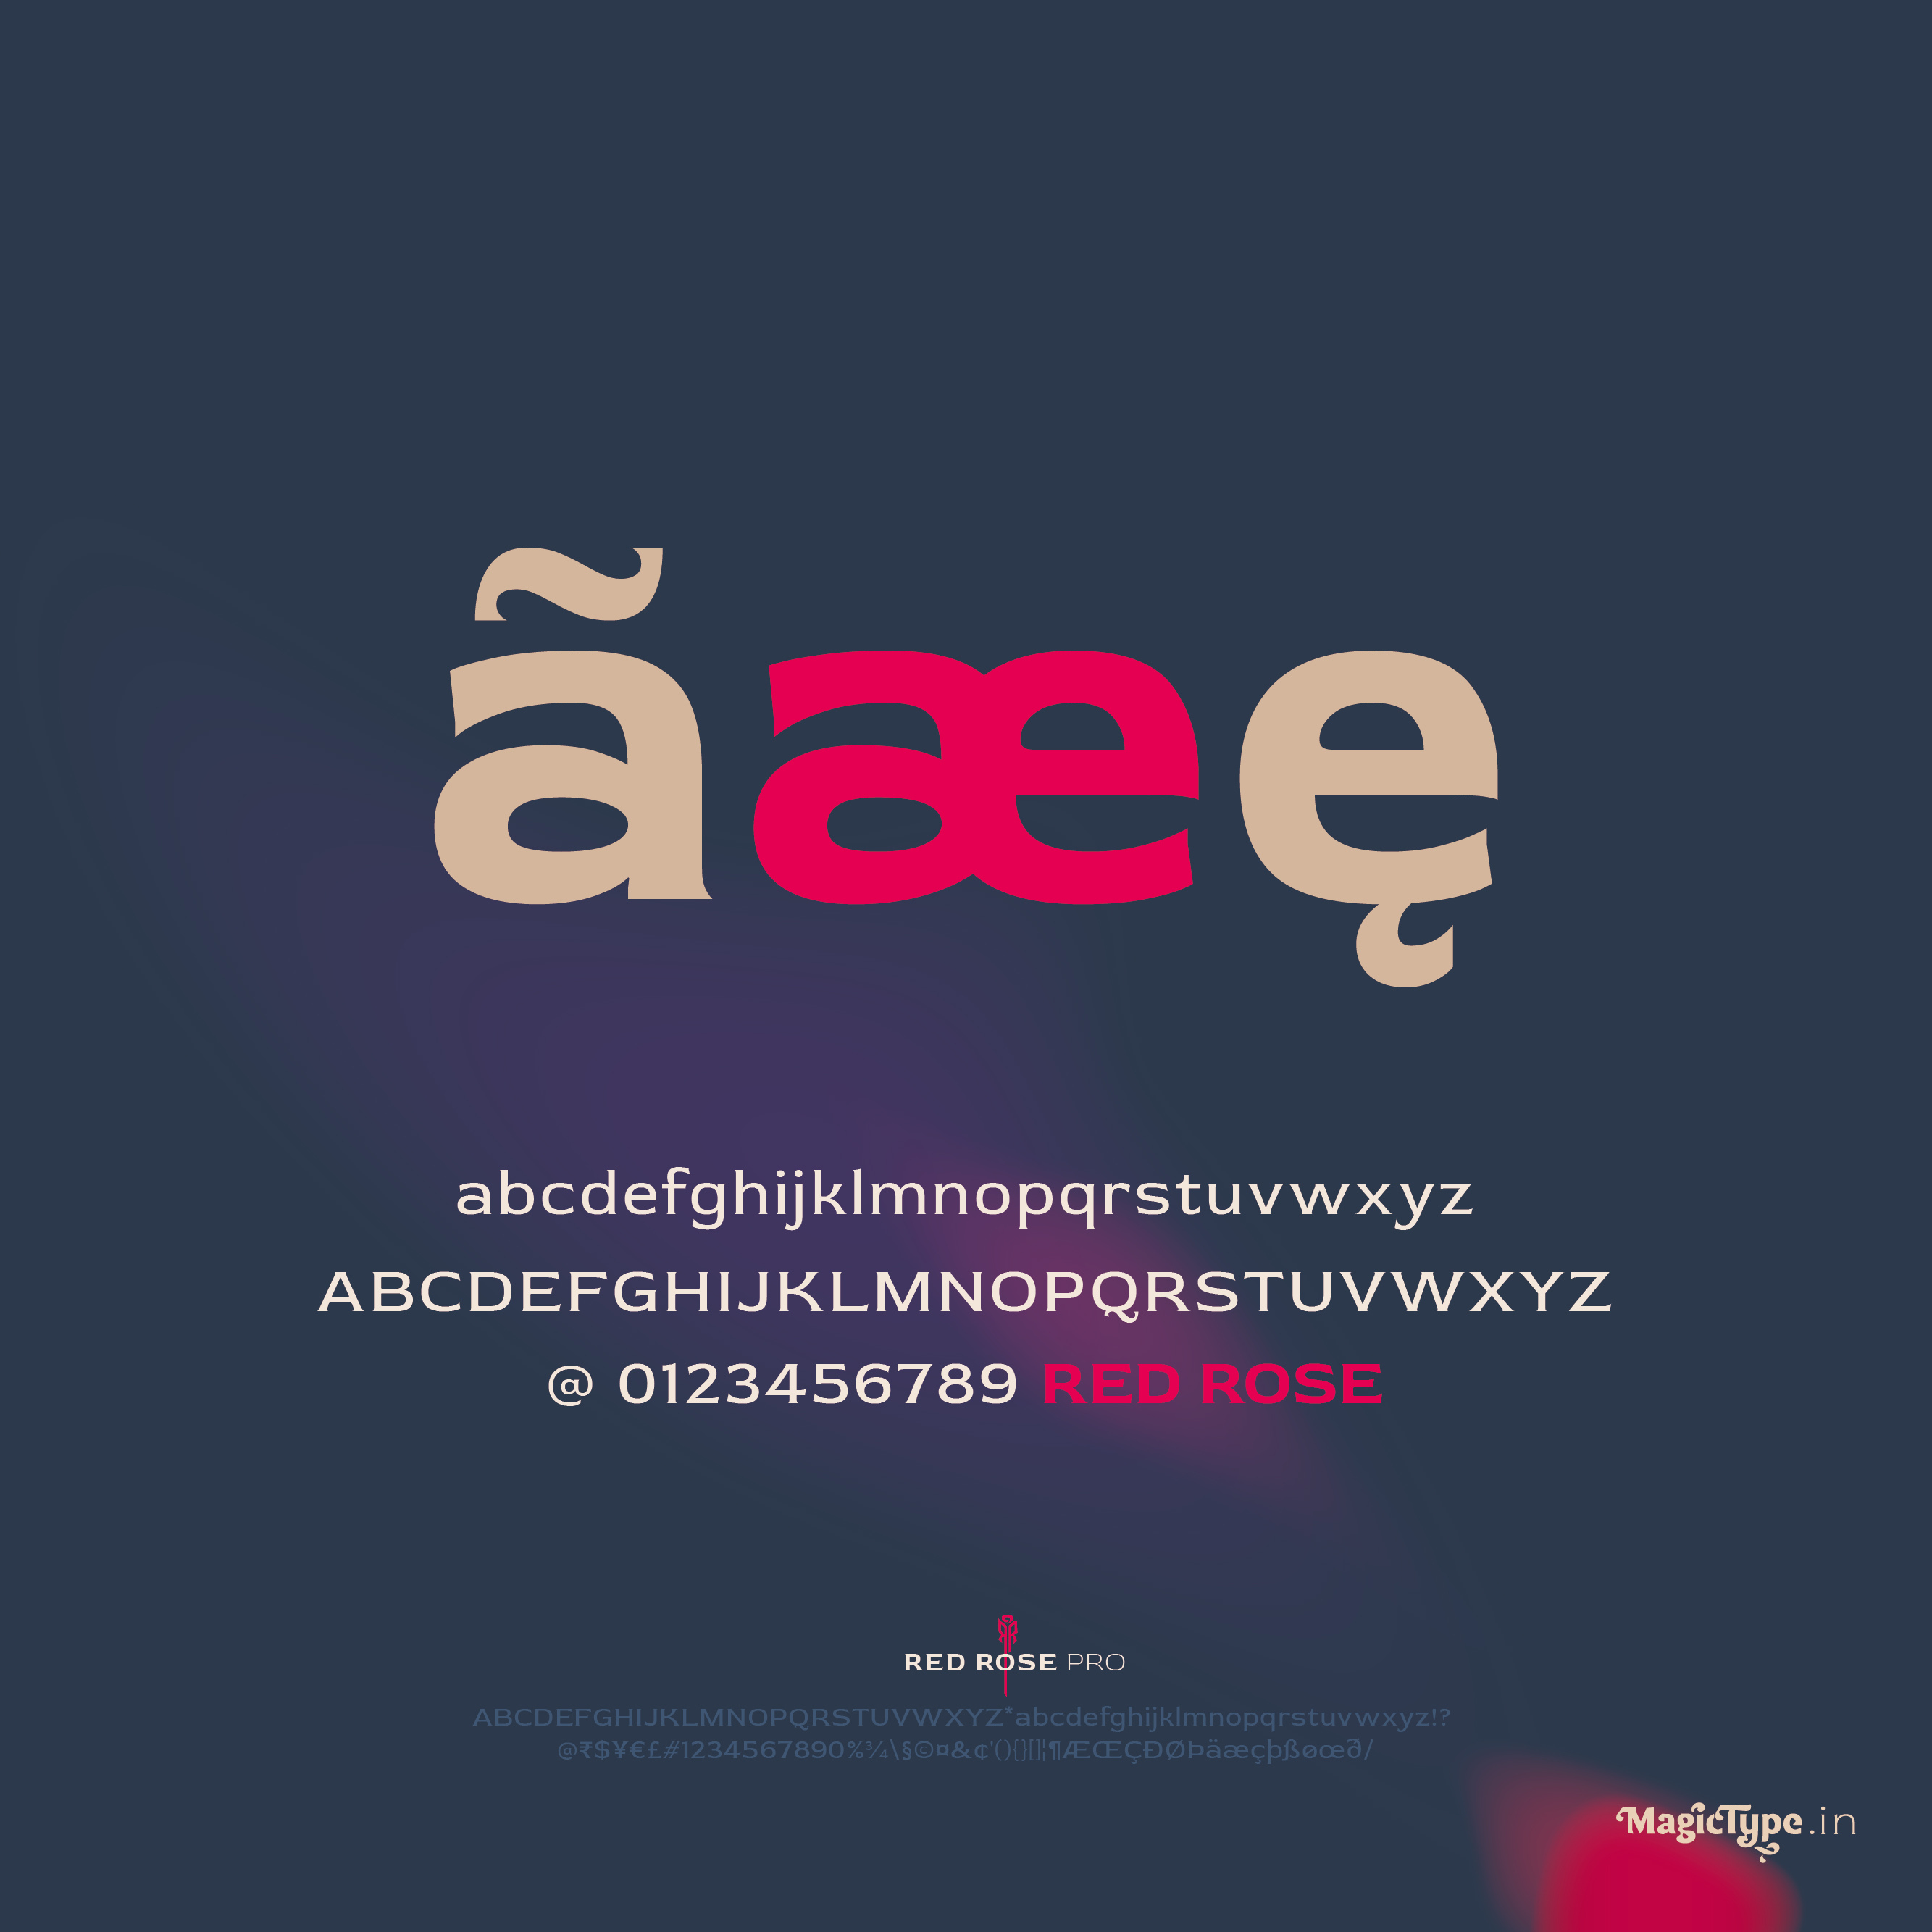 ãæę
abcdefghijklmnopqrstuvwxyz
ABCDEFGHIJKLMNOPQRSTUVWXYZ
@ 0123456789 RED ROSE
RED ROSE PRO
ABCDEFGHIJKLMNOPQRSTUVWXYZ*abcdefghijklmnopqrstuvwxyz!?
@₹$¥€£#1234567890%¾\§©¤&¢'(){}[]¦¶ÆŒÇÐØÞäæçþßøœð/
MagicType.in